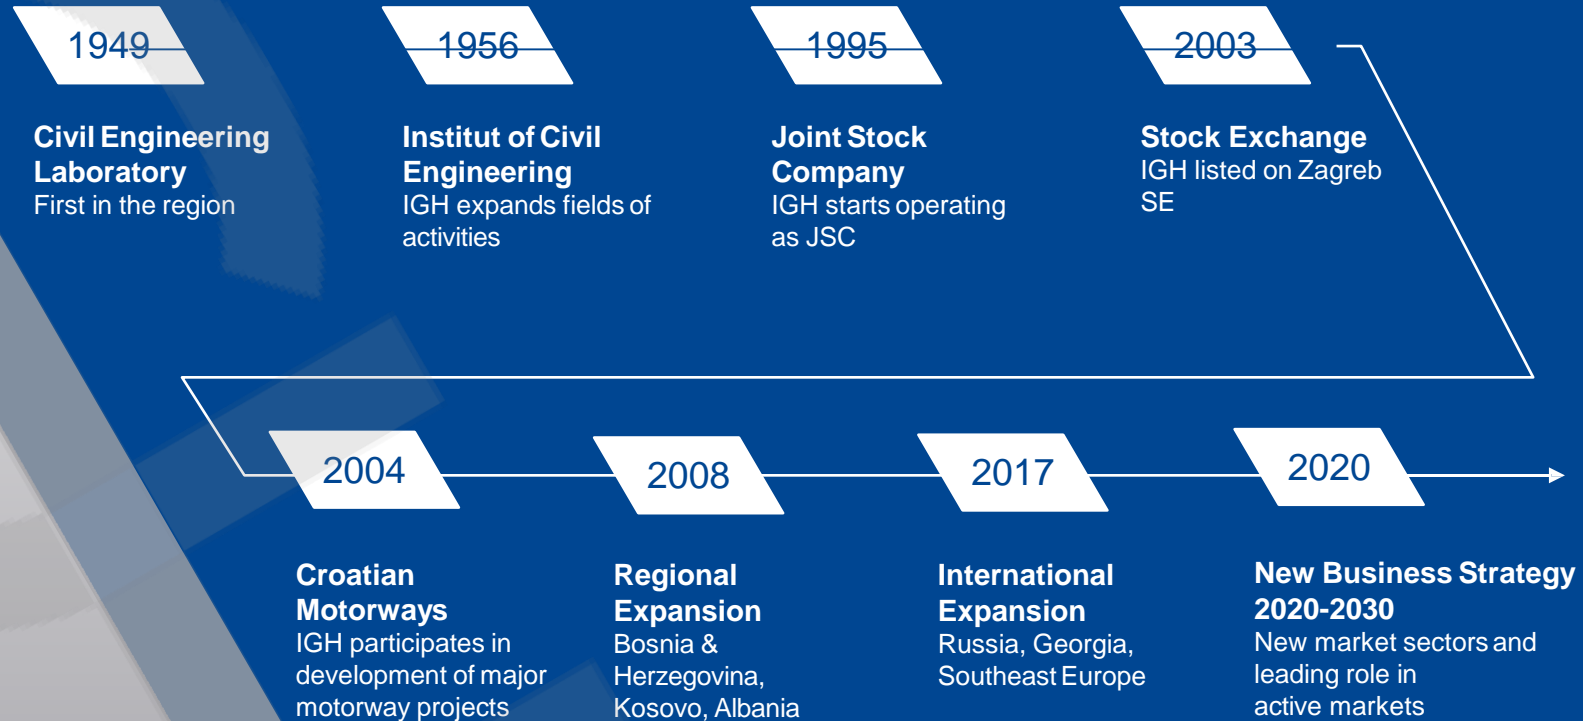 1949
Civil Engineering
Laboratory
First in the region
1956
Institut of Civil
Engineering
IGH expands fields of
activities
1995
Joint Stock
Company
IGH starts operating
as JSC
2003
Stock Exchange
IGH listed on Zagreb
SE
2004
Croatian
Motorways
IGH participates in
development of major
motorway projects
2008
Regional
Expansion
Bosnia &
Herzegovina,
Kosovo, Albania
2017
International
Expansion
Russia, Georgia,
Southeast Europe
2020
New Business Strategy
2020-2030
New market sectors and
leading role in
active markets